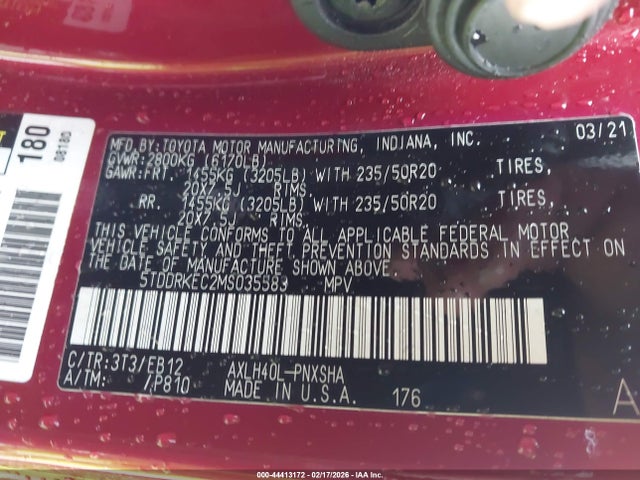 180
08180
MFD.BY:TOYOTA MOTOR MANUFACTURING, INDIANA, INC. 03/21
GVWR:2800KG (6170LB)
GAWR:FRT. 1455KG (3205LB) WITH 235/50R20 TIRES,
20X7.5J RIMS,
RR. 1455KG (3205LB) WITH 235/50R20 TIRES,
20X7.5J RIMS,
THIS VEHICLE CONFORMS TO ALL APPLICABLE FEDERAL MOTOR
VEHICLE SAFETY AND THEFT PREVENTION STANDARDS IN EFFECT ON
THE DATE OF MANUFACTURE SHOWN ABOVE.
5TDDRKEC2MS035583 MPV
C/TR:3T3/EB12 AXLH40L-PNXSHA
A/TM: /P810 MADE IN U.S.A. 176
A
000-44413172 - 02/17/2026 - IAA Inc.